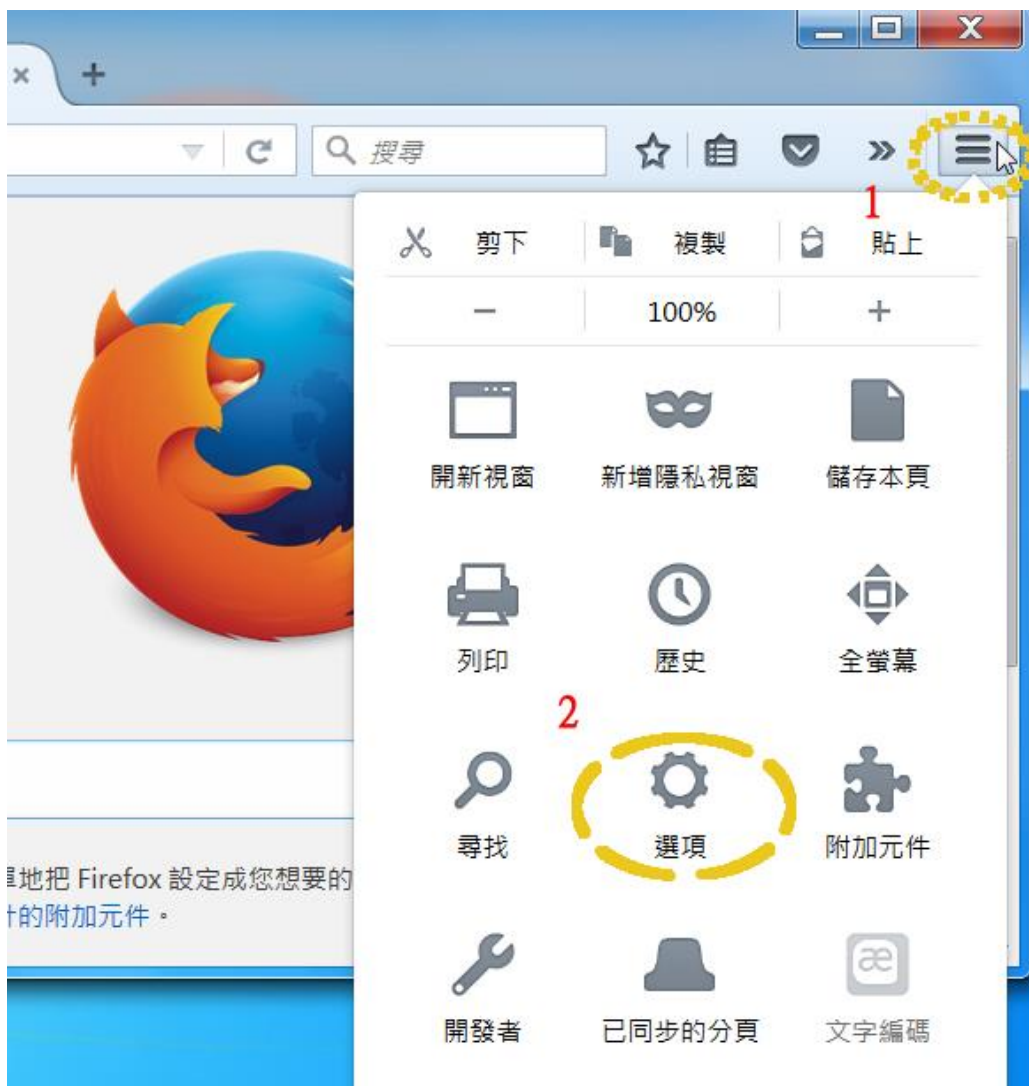 搜尋
1
剪下 複製 貼上
100%
開新視窗 新增隱私視窗 儲存本頁
列印 歷史 全螢幕
2
尋找 選項 附加元件
地把 Firefox 設定成您想要的
的附加元件。
開發者 已同步的分頁 文字編碼
æ